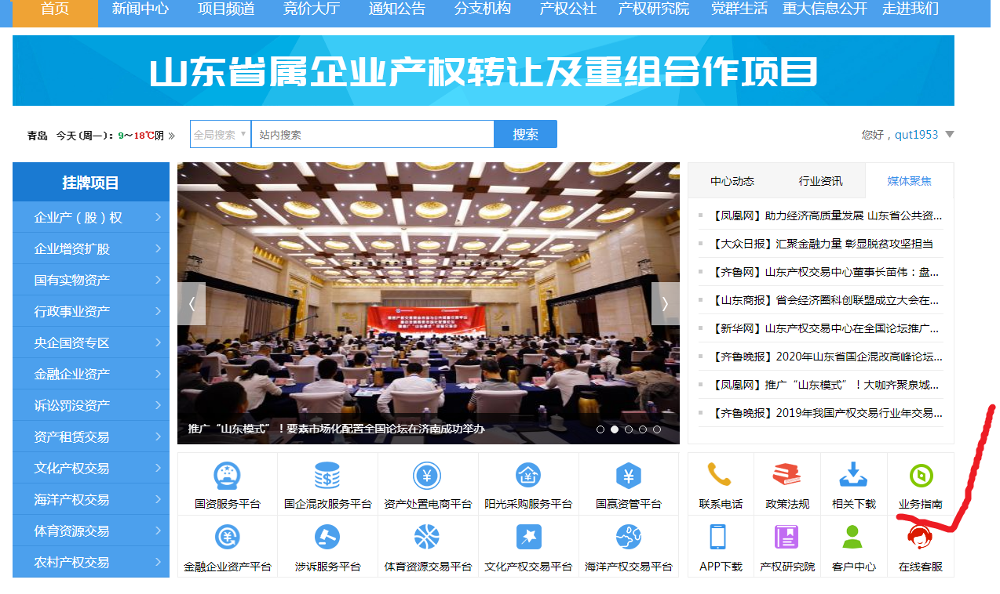 首页 新闻中心 项目频道 竞价大厅 通知公告 分支机构 产权公社 产权研究院 党群生活 重大信息公开 走进我们
山东省属企业产权转让及重组合作项目
青岛 今天(周一)：9～18℃阴
全局搜索 站内搜索 搜索
您好，qut1953
挂牌项目
企业产（股）权
企业增资扩股
国有实物资产
行政事业资产
央企国资专区
金融企业资产
诉讼罚没资产
资产租赁交易
文化产权交易
海洋产权交易
体育资源交易
农村产权交易
推广“山东模式”！要素市场化配置全国论坛在济南成功举办
中心动态 行业资讯 媒体聚焦
【凤凰网】助力经济高质量发展 山东省公共咨...
【大众日报】汇聚金融力量 彰显脱贫攻坚担当
【齐鲁网】山东产权交易中心董事长苗伟：盘...
【山东商报】省会经济圈科创联盟成立大会在...
【新华网】山东产权交易中心在全国论坛推广...
【齐鲁晚报】2020年山东省国企混改高峰论坛...
【凤凰网】推广“山东模式”！大咖齐聚泉城...
【齐鲁晚报】2019年我国产权交易行业年交易...
国资服务平台 国企混改服务平台 资产处置电商平台 阳光采购服务平台 国赢资管平台
金融企业资产平台 涉诉服务平台 体育资源交易平台 文化产权交易平台 海洋产权交易平台
联系电话 政策法规 相关下载 业务指南
APP下载 产权研究院 客户中心 在线客服